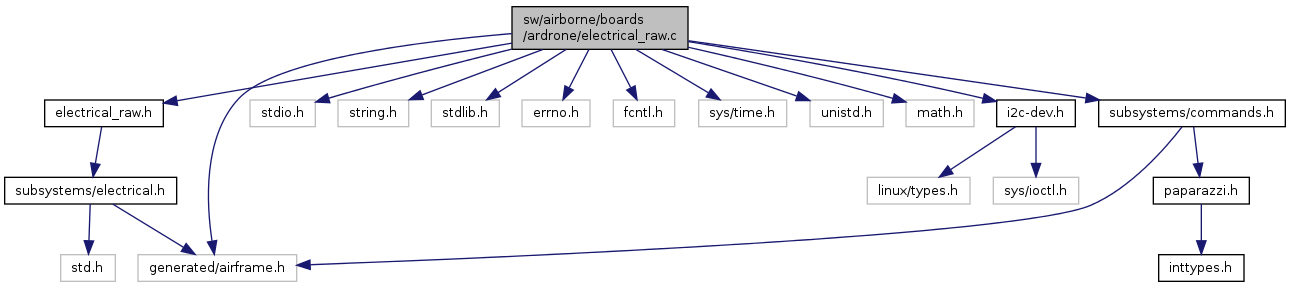 sw/airborne/boards
/ardrone/electrical_raw.c
electrical_raw.h
stdio.h
string.h
stdlib.h
errno.h
fcntl.h
sys/time.h
unistd.h
math.h
i2c-dev.h
subsystems/commands.h
subsystems/electrical.h
linux/types.h
sys/ioctl.h
paparazzi.h
std.h
generated/airframe.h
inttypes.h